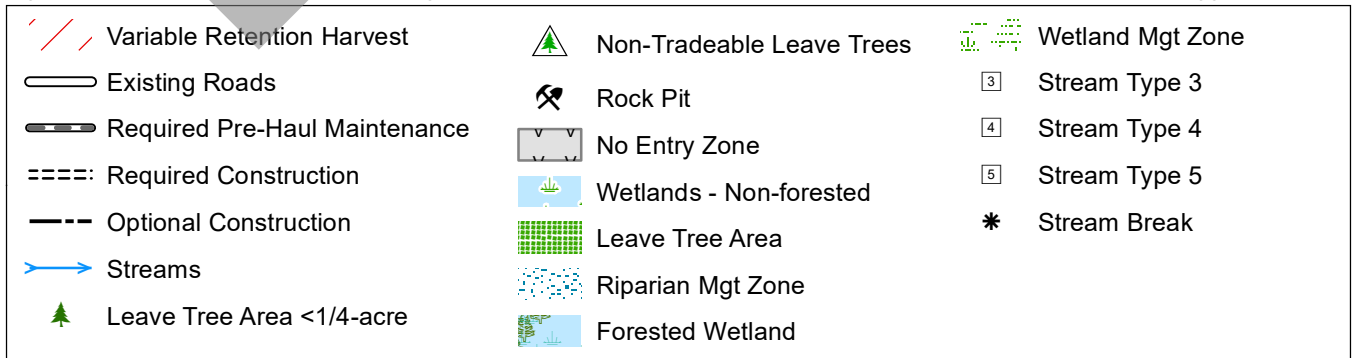 Variable Retention Harvest
Existing Roads
Required Pre-Haul Maintenance
Required Construction
Optional Construction
Streams
Leave Tree Area <1/4-acre
Non-Tradeable Leave Trees
Rock Pit
No Entry Zone
Wetlands - Non-forested
Leave Tree Area
Riparian Mgt Zone
Forested Wetland
Wetland Mgt Zone
3 Stream Type 3
4 Stream Type 4
5 Stream Type 5
Stream Break